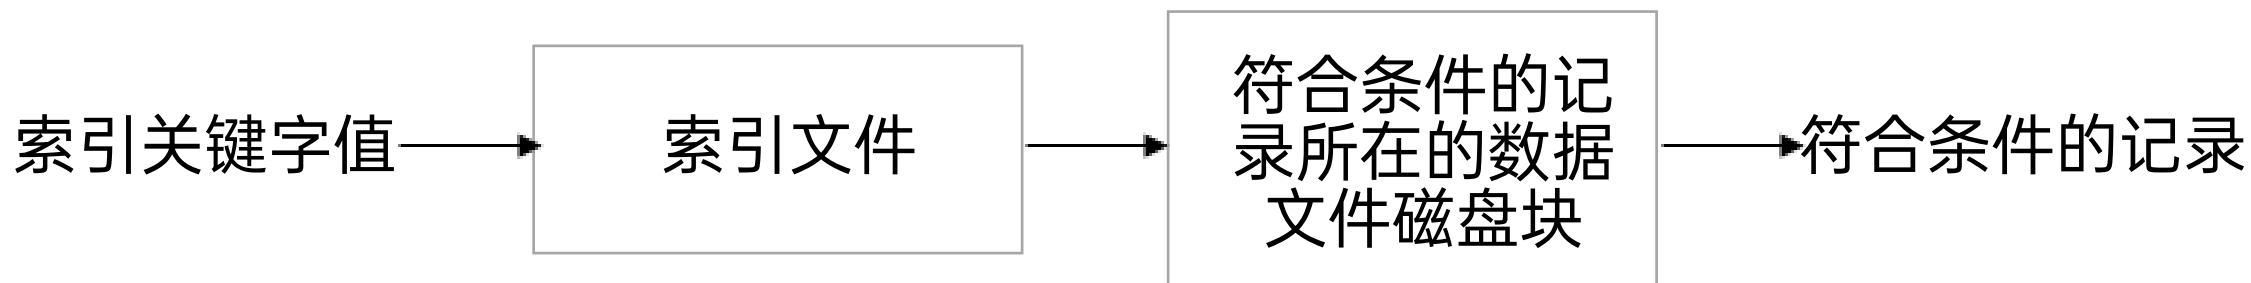 索引关键字值
索引文件
符合条件的记
录所在的数据
文件磁盘块
符合条件的记录